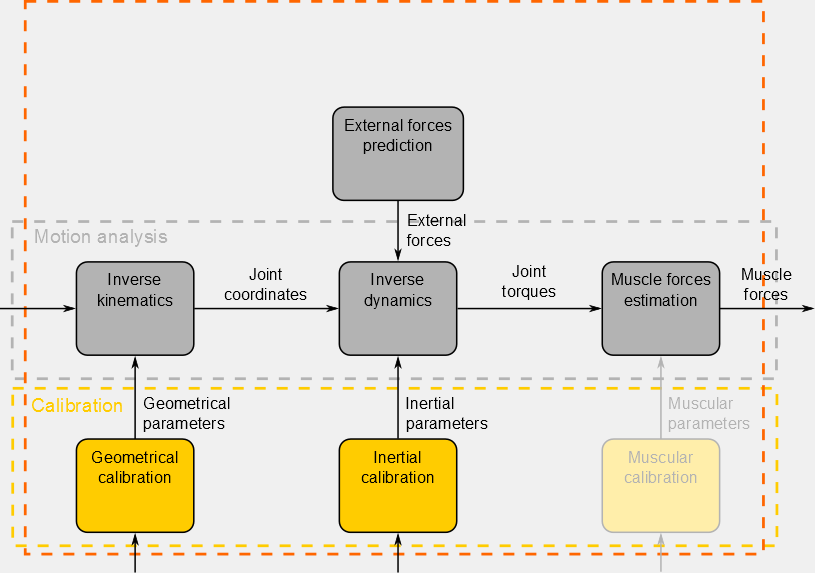 External forces
prediction
External
forces
Motion analysis
Inverse
kinematics
Joint
coordinates
Inverse
dynamics
Joint
torques
Muscle forces
estimation
Muscle
forces
Calibration
Geometrical
parameters
Inertial
parameters
Muscular
parameters
Geometrical
calibration
Inertial
calibration
Muscular
calibration